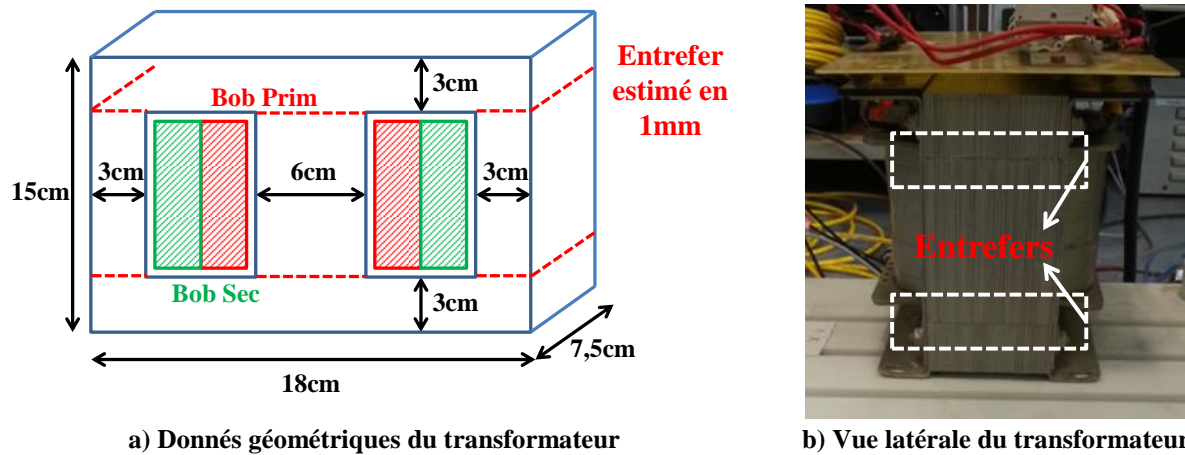 Bob Prim
3cm
Entrefer
estimé en
1mm
3cm
6cm
3cm
15cm
Bob Sec
3cm
7,5cm
18cm
Entrefers
a) Donnés géométriques du transformateur
b) Vue latérale du transformateur